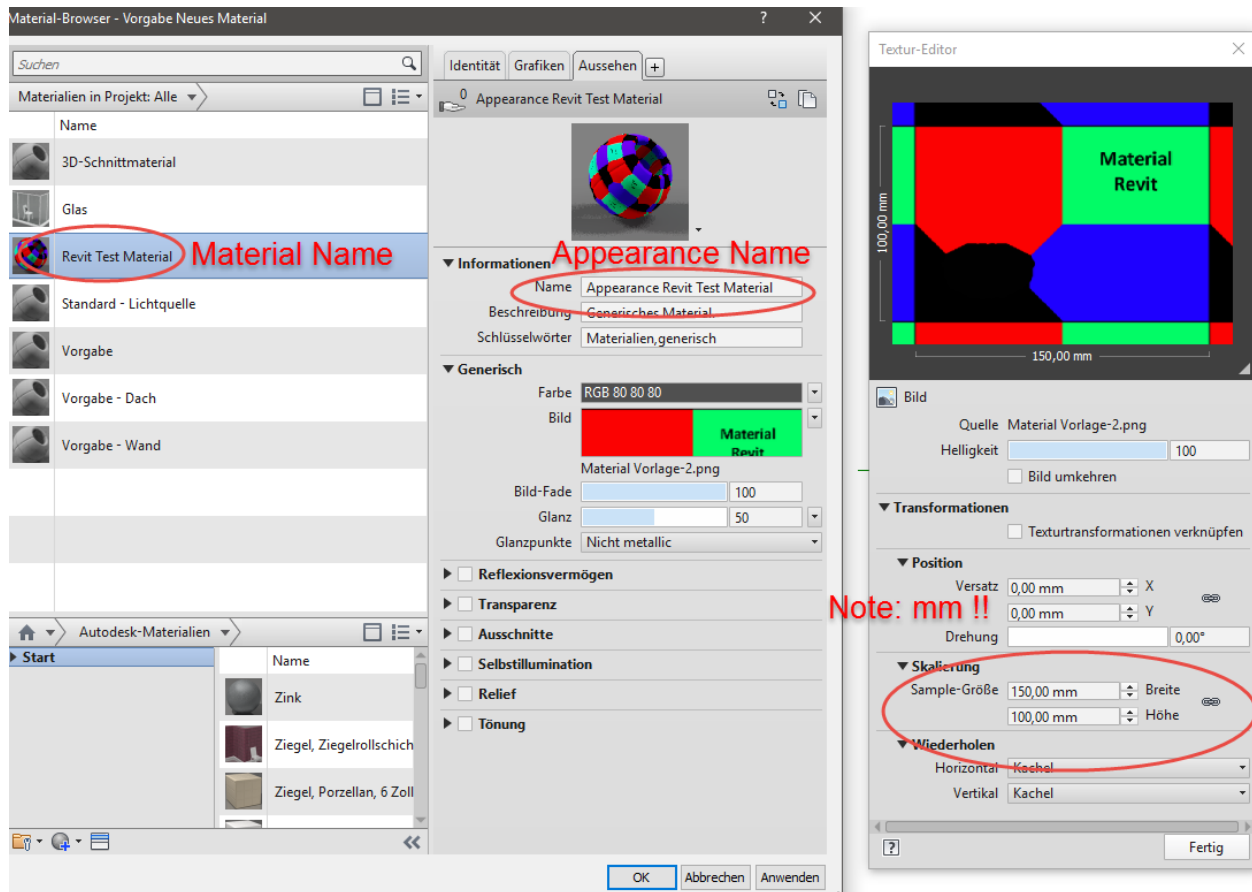 Material-Browser - Vorgabe Neues Material
?
Suchen
Materialien in Projekt: Alle
Name
3D-Schnittmaterial
Glas
Revit Test Material
Material Name
Standard - Lichtquelle
Vorgabe
Vorgabe - Dach
Vorgabe - Wand
Autodesk-Materialien
Start
Name
Zink
Ziegel, Ziegelrollschich
Ziegel, Porzellan, 6 Zoll
Identität Grafiken Aussehen +
0 Appearance Revit Test Material
Appearance Name
Informationen
Name Appearance Revit Test Material
Beschreibung Generisches Material.
Schlüsselwörter Materialien,generisch
Generisch
Farbe RGB 80 80 80
Bild
Material
Revit
Material Vorlage-2.png
Bild-Fade 100
Glanz 50
Glanzpunkte Nicht metallic
Reflexionsvermögen
Transparenz
Ausschnitte
Selbstillumination
Relief
Tönung
OK Abbrechen Anwenden
Textur-Editor
Material
Revit
100,00 mm
150,00 mm
Bild
Quelle Material Vorlage-2.png
Helligkeit 100
Bild umkehren
Transformationen
Texturtransformationen verknüpfen
Position
Versatz 0,00 mm X
0,00 mm Y
Note: mm !!
Drehung 0,00°
Skalierung
Sample-Größe 150,00 mm Breite
100,00 mm Höhe
Wiederholen
Horizontal Kachel
Vertikal Kachel
?
Fertig